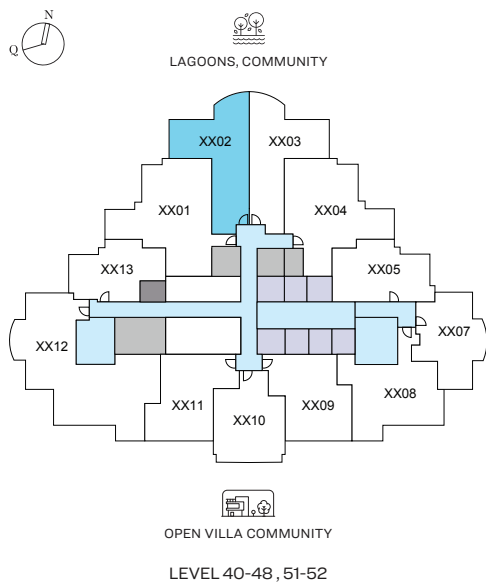 N
Q
LAGOONS, COMMUNITY
XX02
XX03
XX01
XX04
XX13
XX05
XX12
XX07
XX11
XX10
XX09
XX08
OPEN VILLA COMMUNITY
LEVEL 40-48 , 51-52